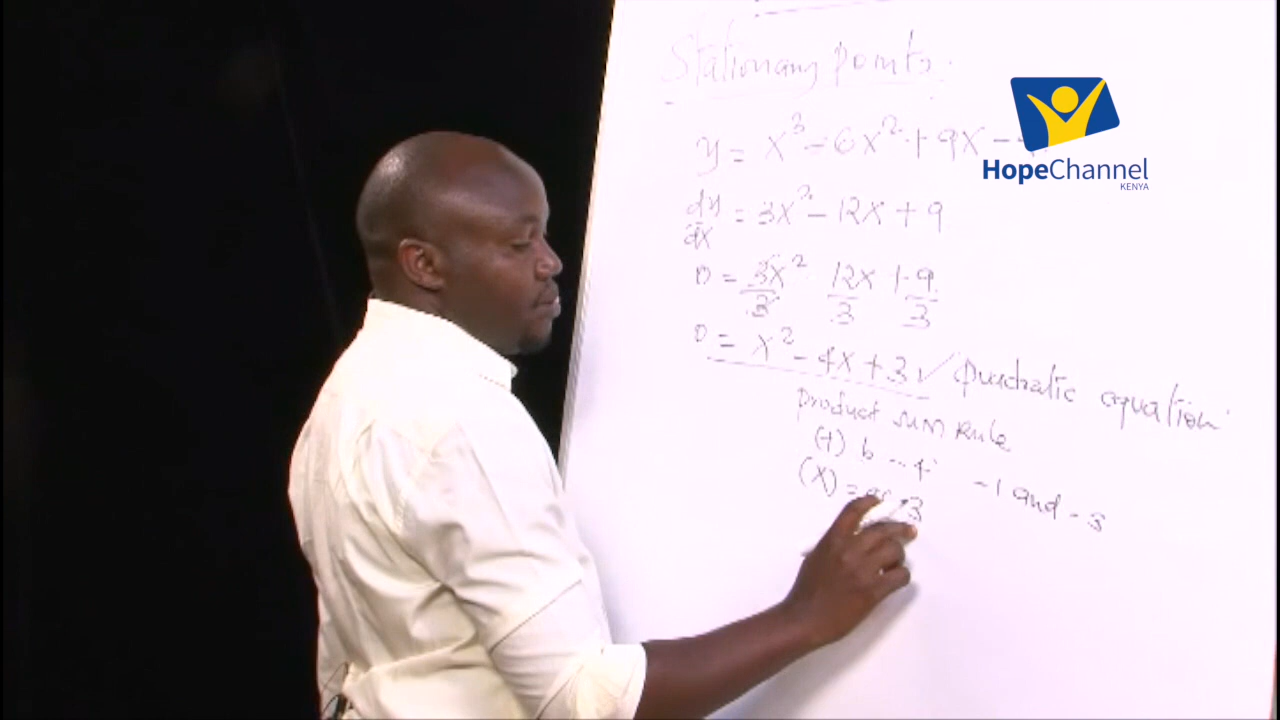 Stationary points
HopeChannel
KENYA
y = x³ - 6x² + 9x -
dy/dx = 3x² - 12x + 9
0 = 3x²/3 12x/3 + 9/3
0 = x² - 4x + 3 ✓ Quadratic equation
product sum Rule
(+) b -4 -1 and -3
(x) = 3